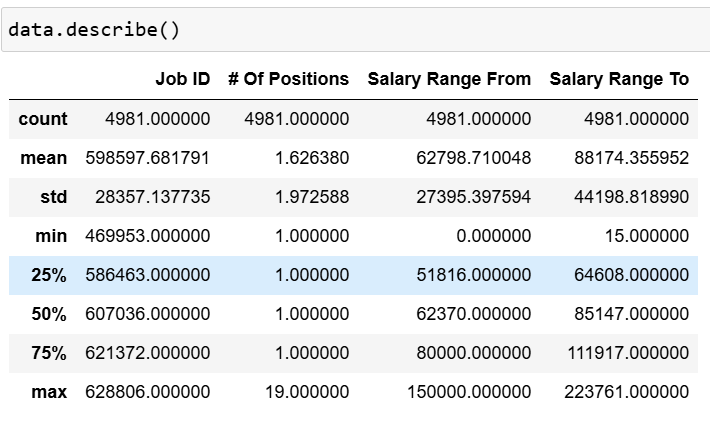 data.describe()
Job ID # Of Positions Salary Range From Salary Range To
count 4981.000000 4981.000000 4981.000000 4981.000000
mean 598597.681791 1.626380 62798.710048 88174.355952
std 28357.137735 1.972588 27395.397594 44198.818990
min 469953.000000 1.000000 0.000000 15.000000
25% 586463.000000 1.000000 51816.000000 64608.000000
50% 607036.000000 1.000000 62370.000000 85147.000000
75% 621372.000000 1.000000 80000.000000 111917.000000
max 628806.000000 19.000000 150000.000000 223761.000000